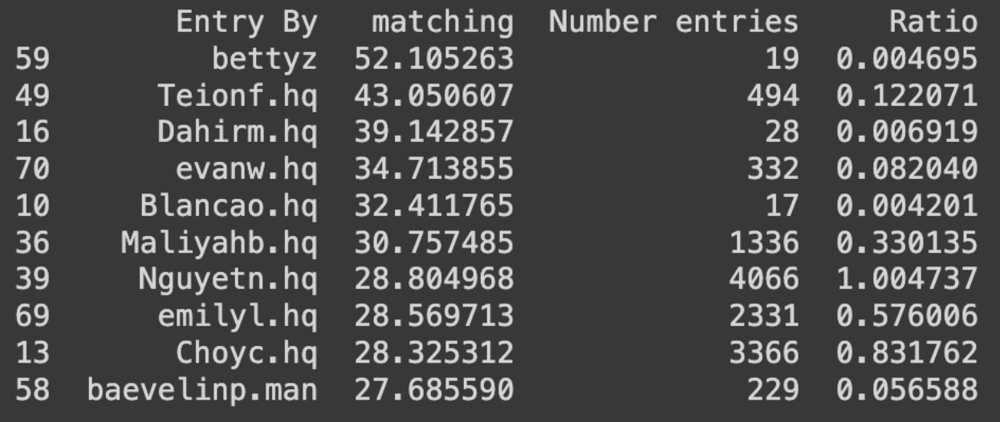 Entry By matching Number entries Ratio
59 bettyz 52.105263 19 0.004695
49 Teionf.hq 43.050607 494 0.122071
16 Dahirm.hq 39.142857 28 0.006919
70 evanw.hq 34.713855 332 0.082040
10 Blancao.hq 32.411765 17 0.004201
36 Maliyahb.hq 30.757485 1336 0.330135
39 Nguyetn.hq 28.804968 4066 1.004737
69 emilyl.hq 28.569713 2331 0.576006
13 Choyc.hq 28.325312 3366 0.831762
58 baevelinp.man 27.685590 229 0.056588